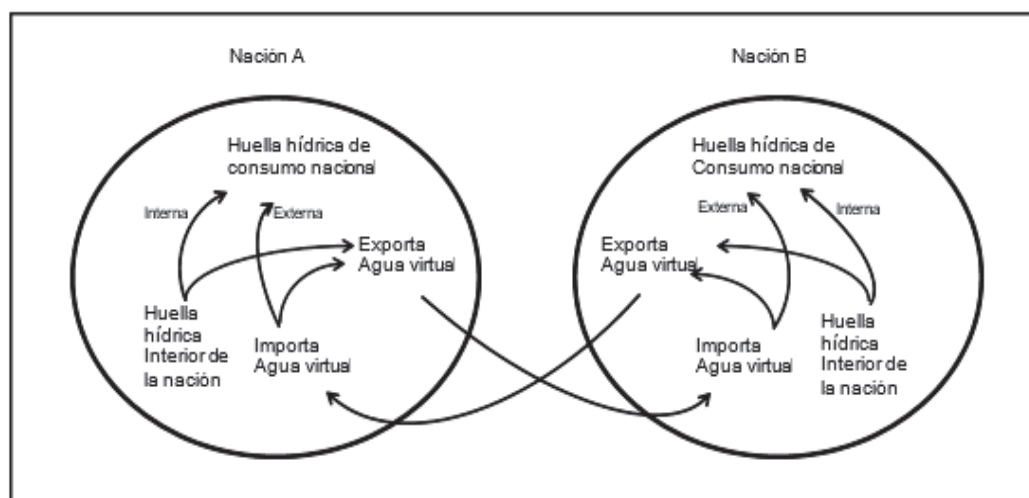 Nación A
Nación B
Huella hídrica de
consumo nacional
Interna
Externa
Exporta
Agua virtual
Huella
hídrica
Interior de
la nación
Importa
Agua virtual
Huella hídrica de
Consumo nacional
Externa
Interna
Exporta
Agua virtual
Importa
Agua virtual
Huella
hídrica
Interior de
la nación